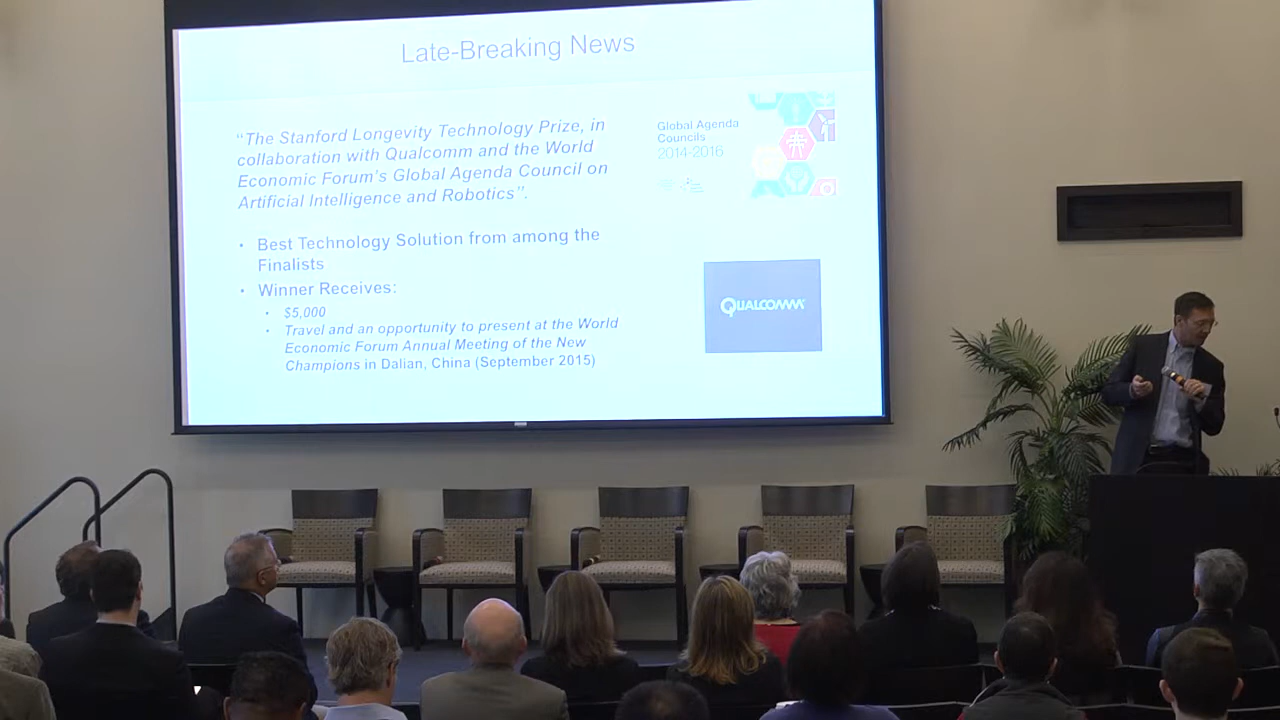 Late-Breaking News
“The Stanford Longevity Technology Prize, in
collaboration with Qualcomm and the World
Economic Forum's Global Agenda Council on
Artificial Intelligence and Robotics”.
• Best Technology Solution from among the
Finalists
• Winner Receives:
• $5,000
• Travel and an opportunity to present at the World
Economic Forum Annual Meeting of the New
Champions in Dalian, China (September 2015)
Global Agenda
Councils
2014-2016
QUALCOMM